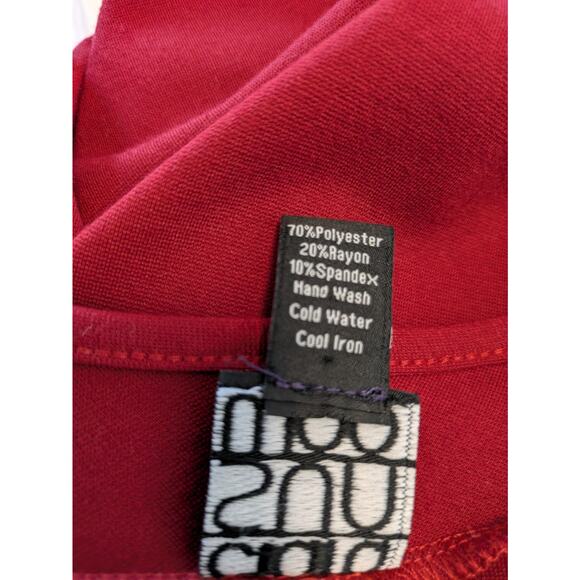 70%Polyester
20%Rayon
10%Spandex
Hand Wash
Cold Water
Cool Iron